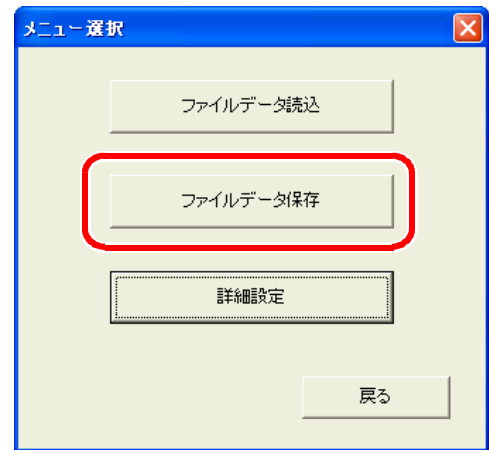 メニュー選択
ファイルデータ読込
ファイルデータ保存
詳細設定
戻る